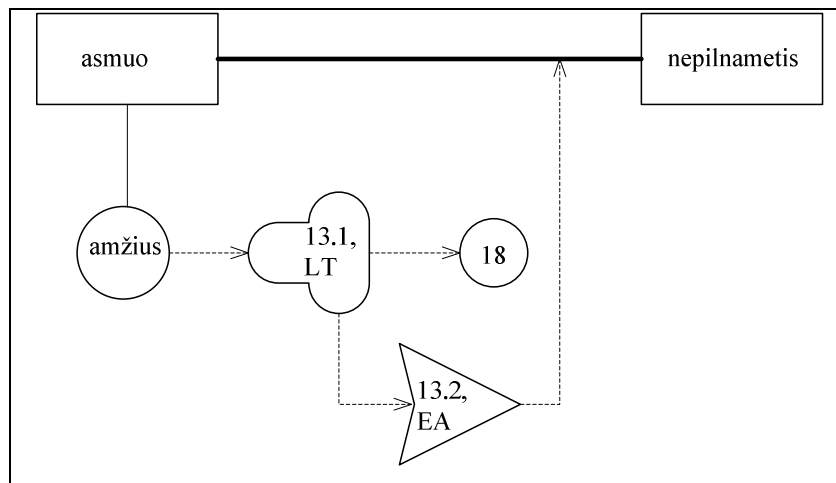 asmuo
nepilnametis
amžius
13.1,
LT
18
13.2,
EA